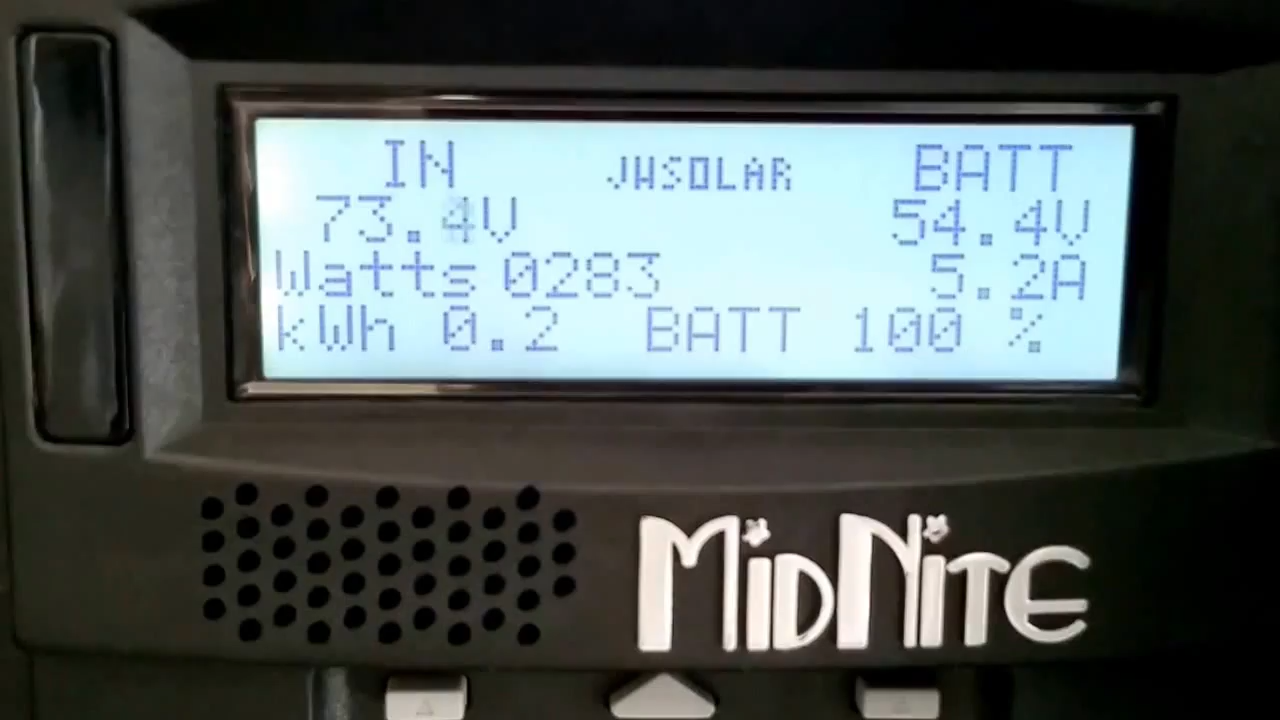 IN JWSOLAR BATT
73.4V 54.4V
Watts 0283 5.2A
kWh 0.2 BATT 100 %
MIDNITE